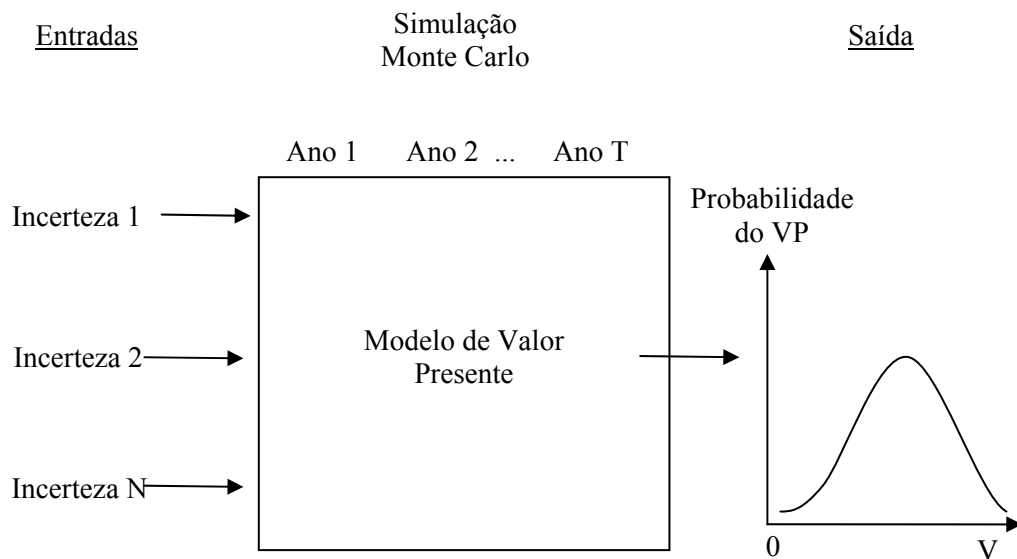 Entradas
Simulação
Monte Carlo
Saída
Ano 1 Ano 2 ... Ano T
Incerteza 1
Incerteza 2
Incerteza N
Modelo de Valor
Presente
Probabilidade
do VP
0
V